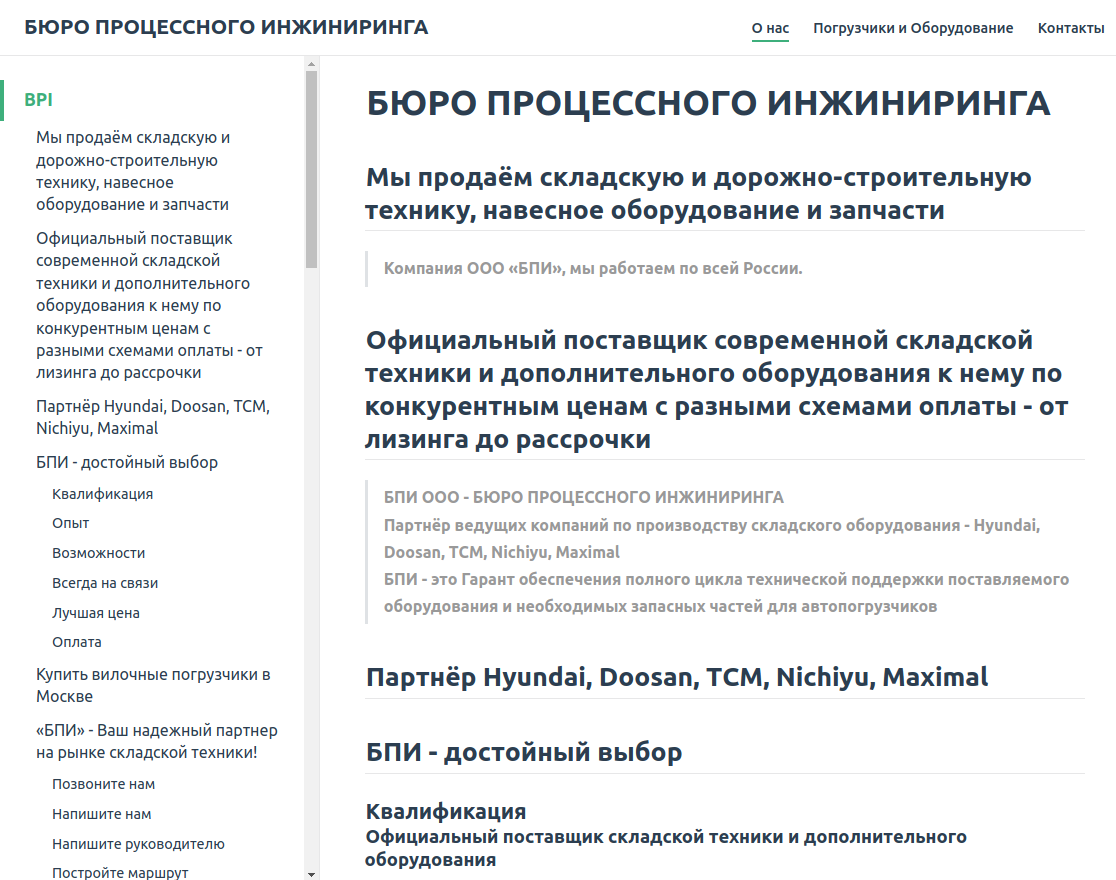 БЮРО ПРОЦЕССНОГО ИНЖИНИРИНГА
О нас
Погрузчики и Оборудование
Контакты
BPI
Мы продаём складскую и
дорожно-строительную
технику, навесное
оборудование и запчасти
Официальный поставщик
современной складской
техники и дополнительного
оборудования к нему по
конкурентным ценам с
разными схемами оплаты - от
лизинга до рассрочки
Партнёр Hyundai, Doosan, TCM,
Nichiyu, Maximal
БПИ - достойный выбор
Квалификация
Опыт
Возможности
Всегда на связи
Лучшая цена
Оплата
Купить вилочные погрузчики в
Москве
«БПИ» - Ваш надежный партнер
на рынке складской техники!
Позвоните нам
Напишите нам
Напишите руководителю
Постройте маршрут
БЮРО ПРОЦЕССНОГО ИНЖИНИРИНГА
Мы продаём складскую и дорожно-строительную
технику, навесное оборудование и запчасти
Компания ООО «БПИ», мы работаем по всей России.
Официальный поставщик современной складской
техники и дополнительного оборудования к нему по
конкурентным ценам с разными схемами оплаты - от
лизинга до рассрочки
БПИ ООО - БЮРО ПРОЦЕССНОГО ИНЖИНИРИНГА
Партнёр ведущих компаний по производству складского оборудования - Hyundai,
Doosan, TCM, Nichiyu, Maximal
БПИ - это Гарант обеспечения полного цикла технической поддержки поставляемого
оборудования и необходимых запасных частей для автопогрузчиков
Партнёр Hyundai, Doosan, TCM, Nichiyu, Maximal
БПИ - достойный выбор
Квалификация
Официальный поставщик складской техники и дополнительного
оборудования